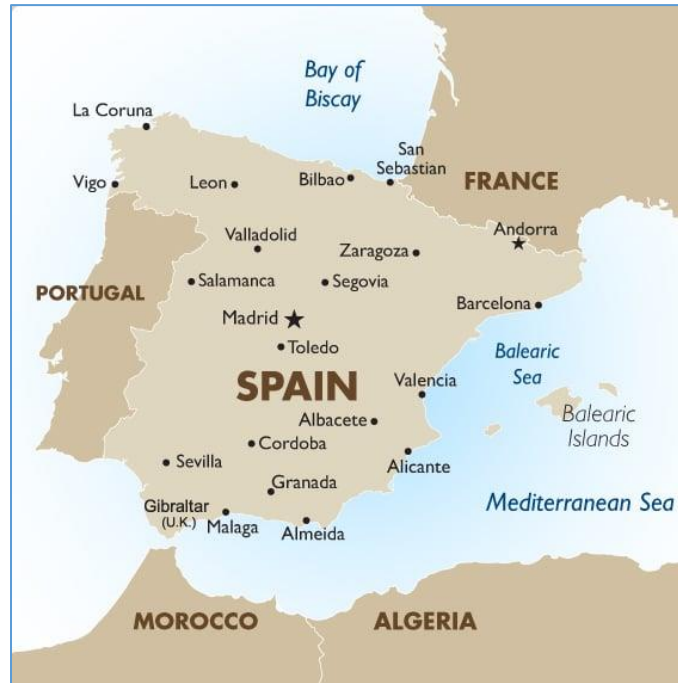 Bay of
Biscay
La Coruna
San
Sebastian
Vigo
Leon
Bilbao
FRANCE
Valladolid
Andorra
Zaragoza
Salamanca
Segovia
PORTUGAL
Barcelona
Madrid
Toledo
Balearic
Sea
SPAIN
Valencia
Balearic
Islands
Albacete
Cordoba
Sevilla
Alicante
Granada
Mediterranean Sea
Gibraltar
(U.K.)
Malaga
Almeida
MOROCCO
ALGERIA